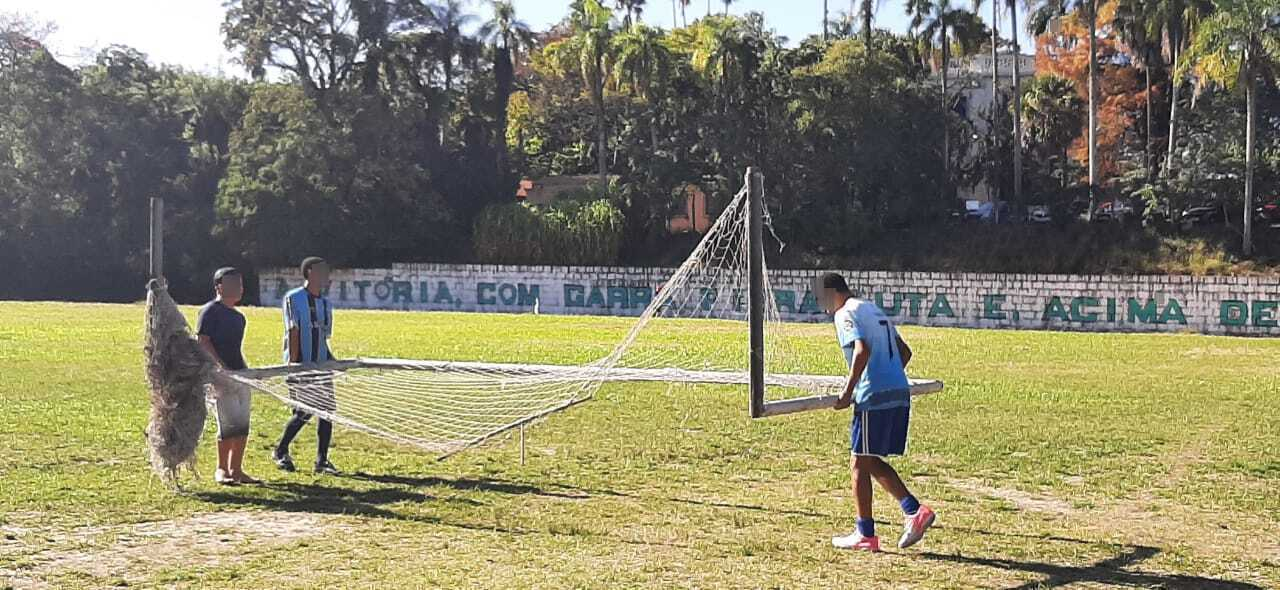 VITÓRIA, COM GARRA LUTA E, ACIMA DE
7